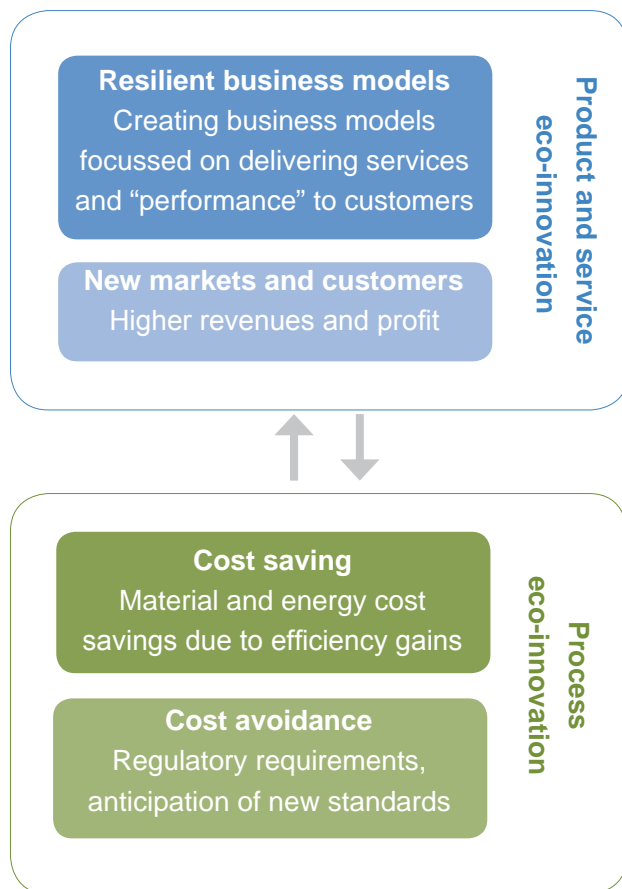 Resilient business models
Creating business models
focussed on delivering services
and “performance” to customers
New markets and customers
Higher revenues and profit
Product and service
eco-innovation
Cost saving
Material and energy cost
savings due to efficiency gains
Cost avoidance
Regulatory requirements,
anticipation of new standards
Process
eco-innovation